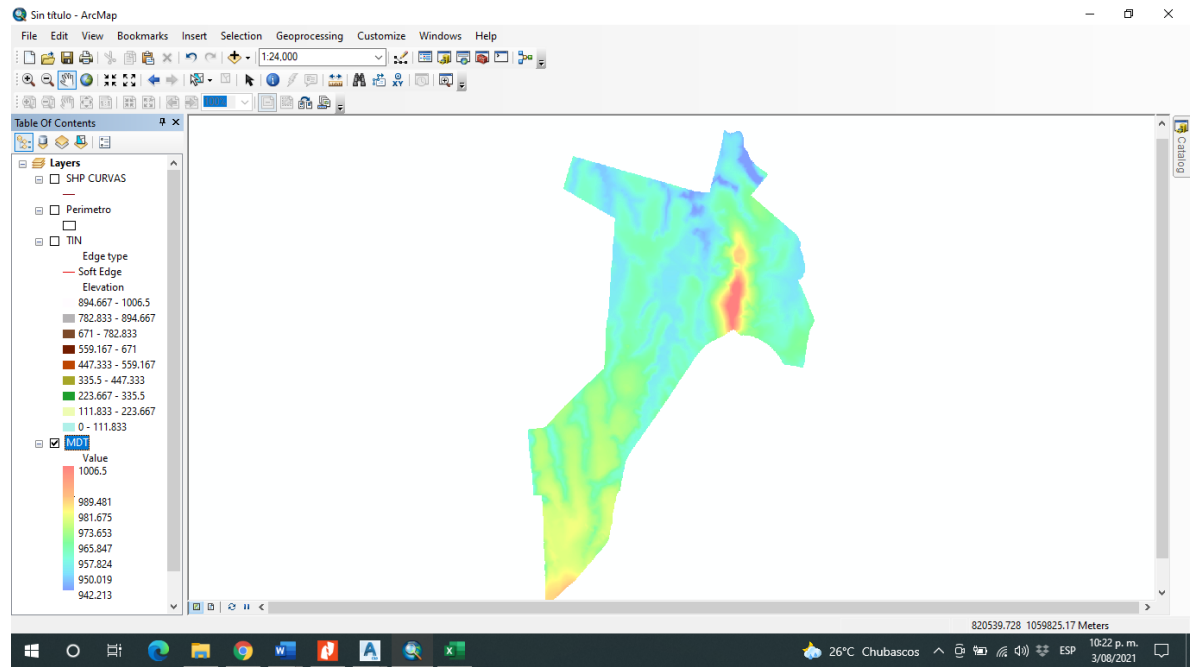 Sin título - ArcMap
File Edit View Bookmarks Insert Selection Geoprocessing Customize Windows Help
1:24,000
Table Of Contents
Layers
SHP CURVAS
Perimetro
TIN
Edge type
Soft Edge
Elevation
894.667 - 1006.5
782.833 - 894.667
671 - 782.833
559.167 - 671
447.333 - 559.167
335.5 - 447.333
223.667 - 335.5
111.833 - 223.667
0 - 111.833
MDT
Value
1006.5
989.481
981.675
973.653
965.847
957.824
950.019
942.213
Catalog
820539.728 1059825.17 Meters
26°C Chubascos
ESP
10:22 p. m.
3/08/2021